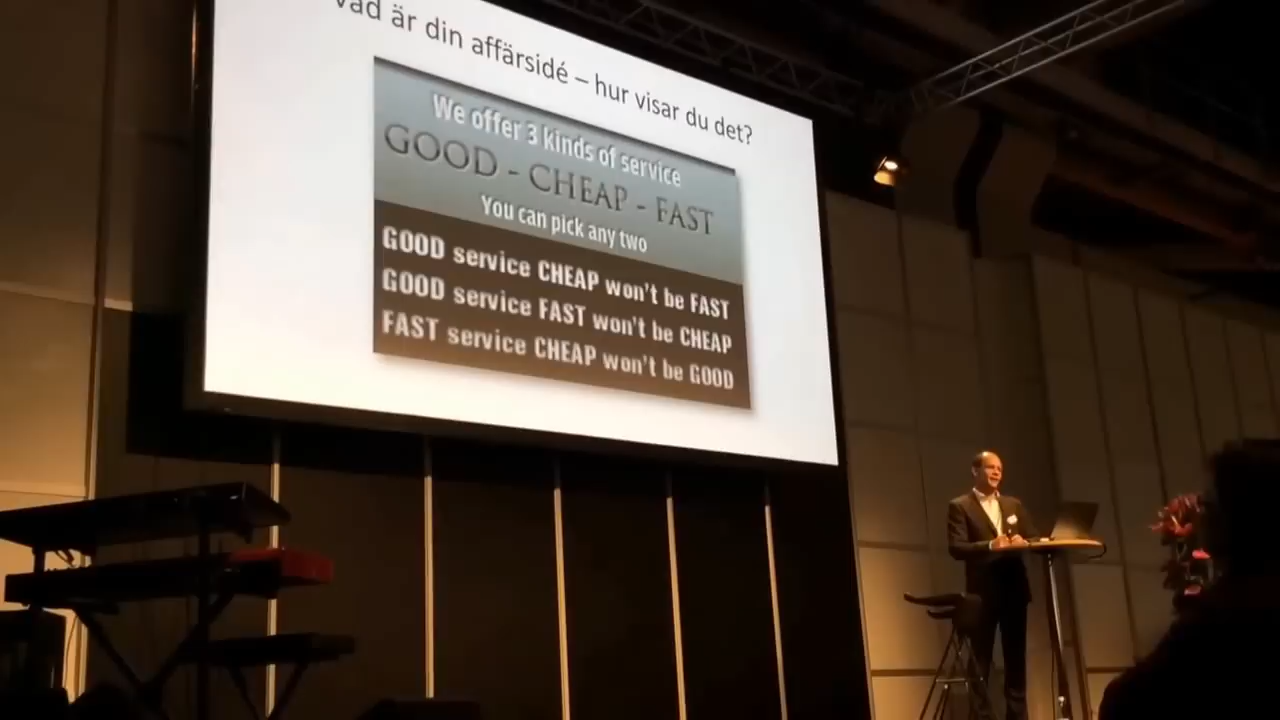 Vad är din affärsidé – hur visar du det?
We offer 3 kinds of service
GOOD - CHEAP - FAST
You can pick any two
GOOD service CHEAP won't be FAST
GOOD service FAST won't be CHEAP
FAST service CHEAP won't be GOOD